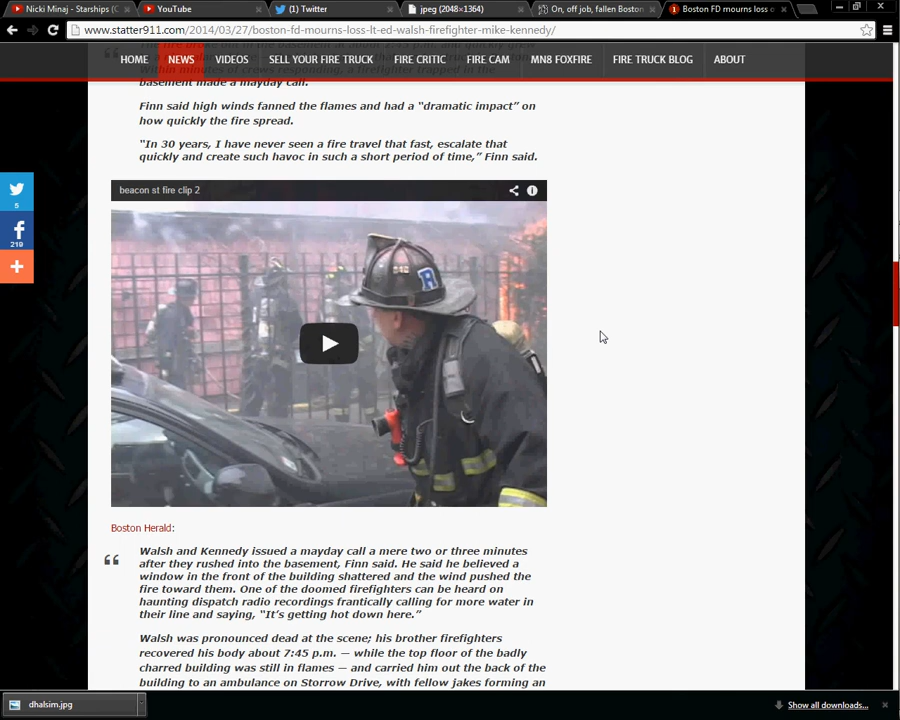 Nicki Minaj - Starships (C
YouTube
(1) Twitter
jpeg (2048×1364)
On, off job, fallen Boston
Boston FD mourns loss o
www.statter911.com/2014/03/27/boston-fd-mourns-loss-lt-ed-walsh-firefighter-mike-kennedy/
HOME NEWS VIDEOS SELL YOUR FIRE TRUCK FIRE CRITIC FIRE CAM MN8 FOXFIRE FIRE TRUCK BLOG ABOUT
basement made a mayday call.
Finn said high winds fanned the flames and had a “dramatic impact” on
how quickly the fire spread.
“In 30 years, I have never seen a fire travel that fast, escalate that
quickly and create such havoc in such a short period of time,” Finn said.
5
219
beacon st fire clip 2
R
Boston Herald:
Walsh and Kennedy issued a mayday call a mere two or three minutes
after they rushed into the basement, Finn said. He said he believed a
window in the front of the building shattered and the wind pushed the
fire toward them. One of the doomed firefighters can be heard on
haunting dispatch radio recordings frantically calling for more water in
their line and saying, “It’s getting hot down here.”
Walsh was pronounced dead at the scene; his brother firefighters
recovered his body about 7:45 p.m. — while the top floor of the badly
charred building was still in flames — and carried him out the back of the
building to an ambulance on Storrow Drive, with fellow jakes forming an
dhalsim.jpg
Show all downloads...